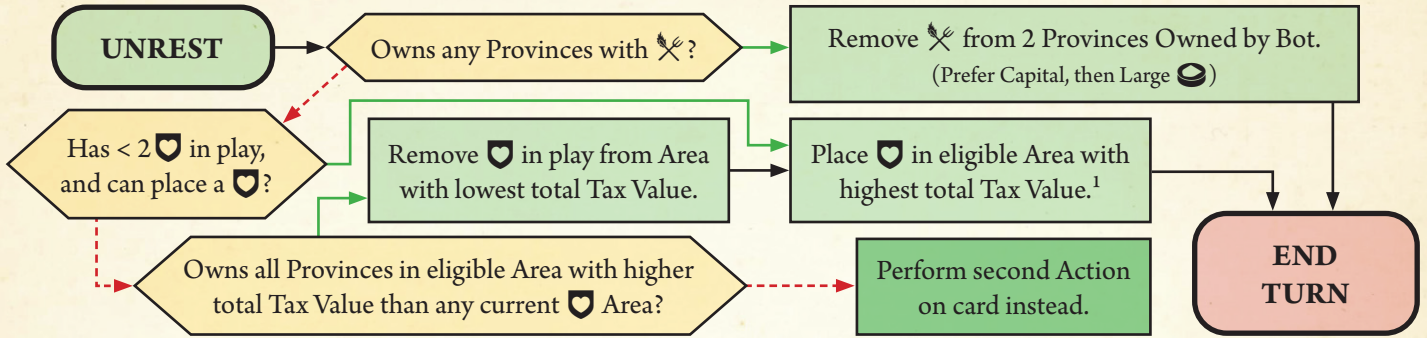 UNREST
Owns any Provinces with ?
Remove from 2 Provinces Owned by Bot.
(Prefer Capital, then Large )
Has < 2 in play,
and can place a ?
Remove in play from Area
with lowest total Tax Value.
Place in eligible Area with
highest total Tax Value.¹
Owns all Provinces in eligible Area with higher
total Tax Value than any current Area?
Perform second Action
on card instead.
END
TURN